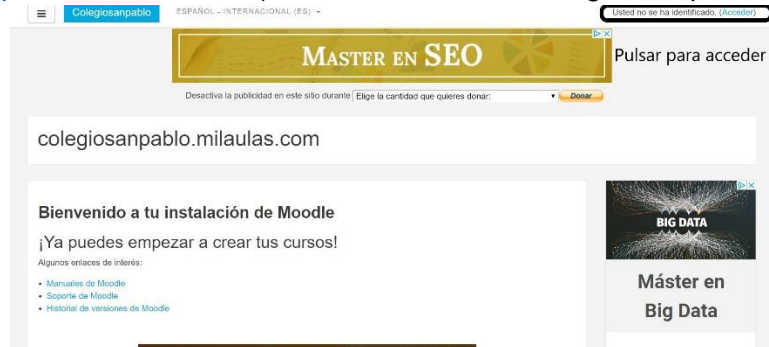 Colegiosanpablo ESPAÑOL - INTERNACIONAL (ES)
Usted no se ha identificado. (Acceder)
MASTER EN SEO
Pulsar para acceder
Desactiva la publicidad en este sitio durante Elige la cantidad que quieres donar: Donar
colegiosanpablo.milaulas.com
Bienvenido a tu instalación de Moodle
¡Ya puedes empezar a crear tus cursos!
Algunos enlaces de interés:
• Manuales de Moodle
• Soporte de Moodle
• Historial de versiones de Moodle
BIG DATA
Máster en
Big Data